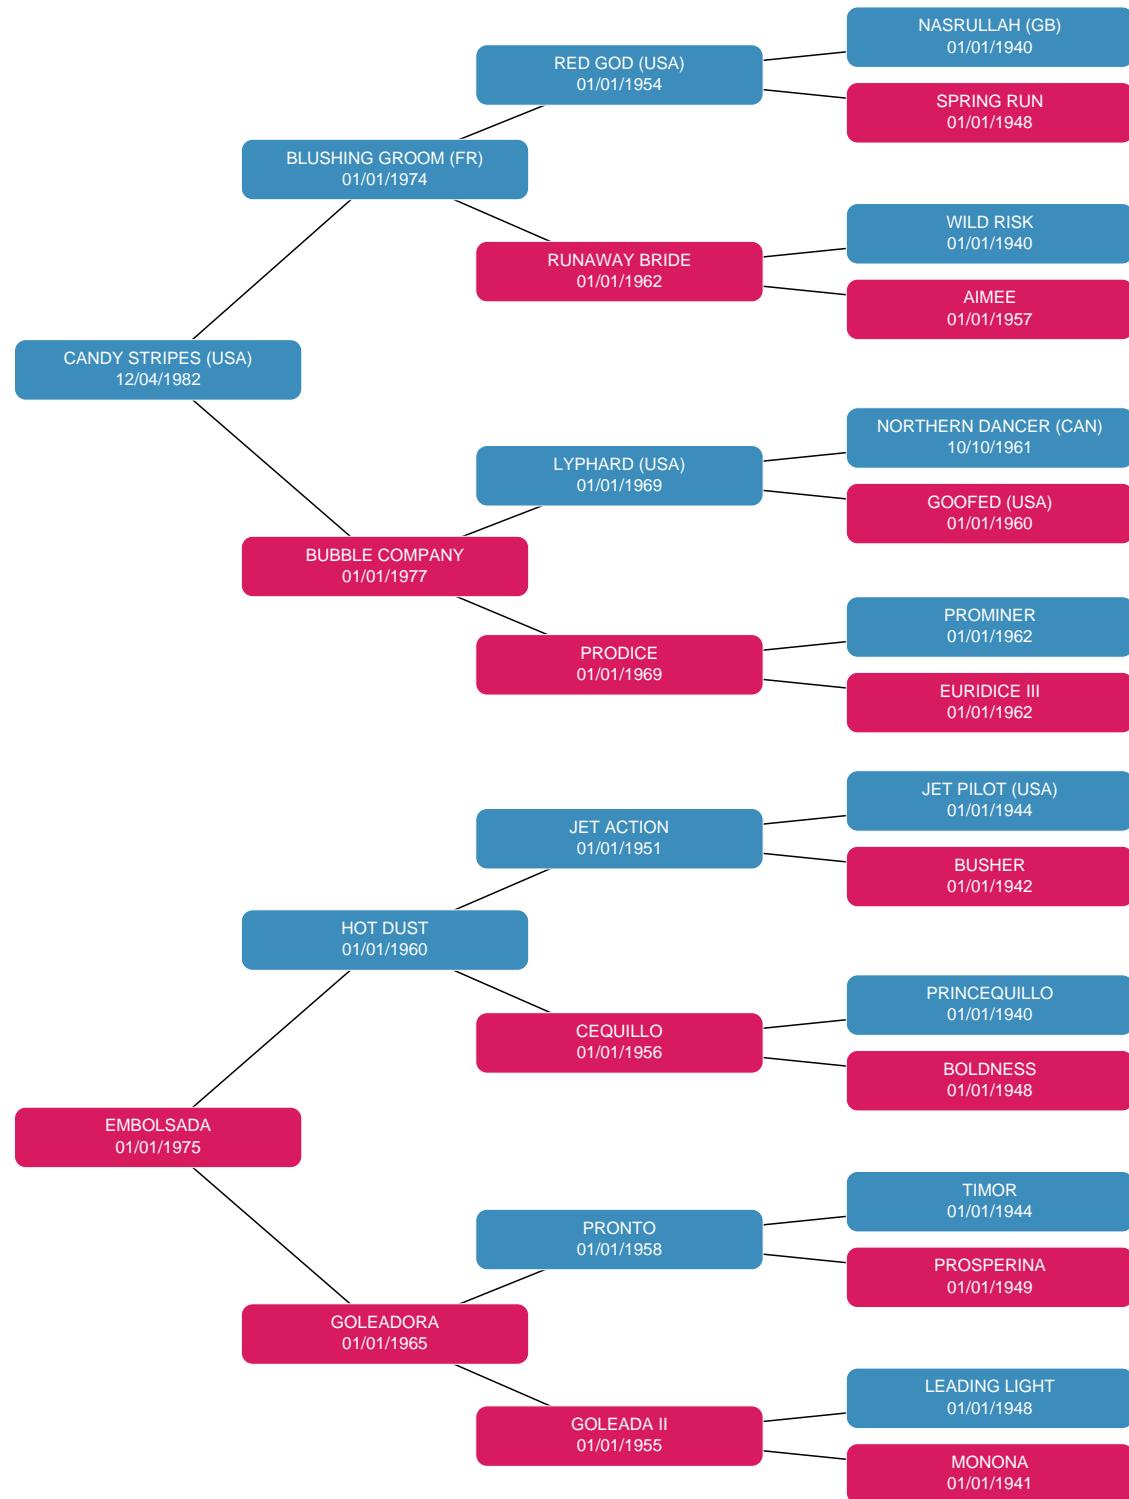 NASRULLAH (GB)
01/01/1940
RED GOD (USA)
01/01/1954
SPRING RUN
01/01/1948
BLUSHING GROOM (FR)
01/01/1974
WILD RISK
01/01/1940
RUNAWAY BRIDE
01/01/1962
AIMEE
01/01/1957
CANDY STRIPES (USA)
12/04/1982
NORTHERN DANCER (CAN)
10/10/1961
LYPHARD (USA)
01/01/1969
GOOFED (USA)
01/01/1960
BUBBLE COMPANY
01/01/1977
PROMINER
01/01/1962
PRODICE
01/01/1969
EURIDICE III
01/01/1962
JET PILOT (USA)
01/01/1944
JET ACTION
01/01/1951
BUSHER
01/01/1942
HOT DUST
01/01/1960
PRINCEQUILLO
01/01/1940
CEQUILLO
01/01/1956
BOLDNESS
01/01/1948
EMBOLSADA
01/01/1975
TIMOR
01/01/1944
PRONTO
01/01/1958
PROSPERINA
01/01/1949
GOLEADORA
01/01/1965
LEADING LIGHT
01/01/1948
GOLEADA II
01/01/1955
MONONA
01/01/1941